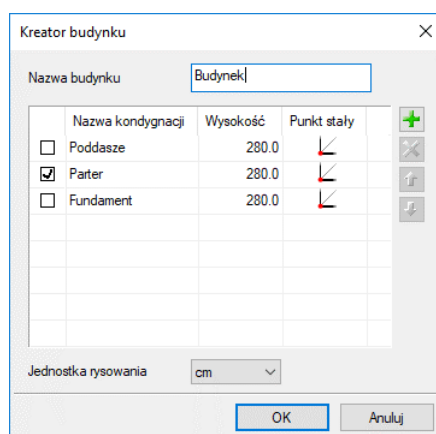 Kreator budynku
Nazwa budynku Budynek
Nazwa kondygnacji Wysokość Punkt stały
Poddasze 280.0
Parter 280.0
Fundament 280.0
Jednostka rysowania cm
OK Anuluj